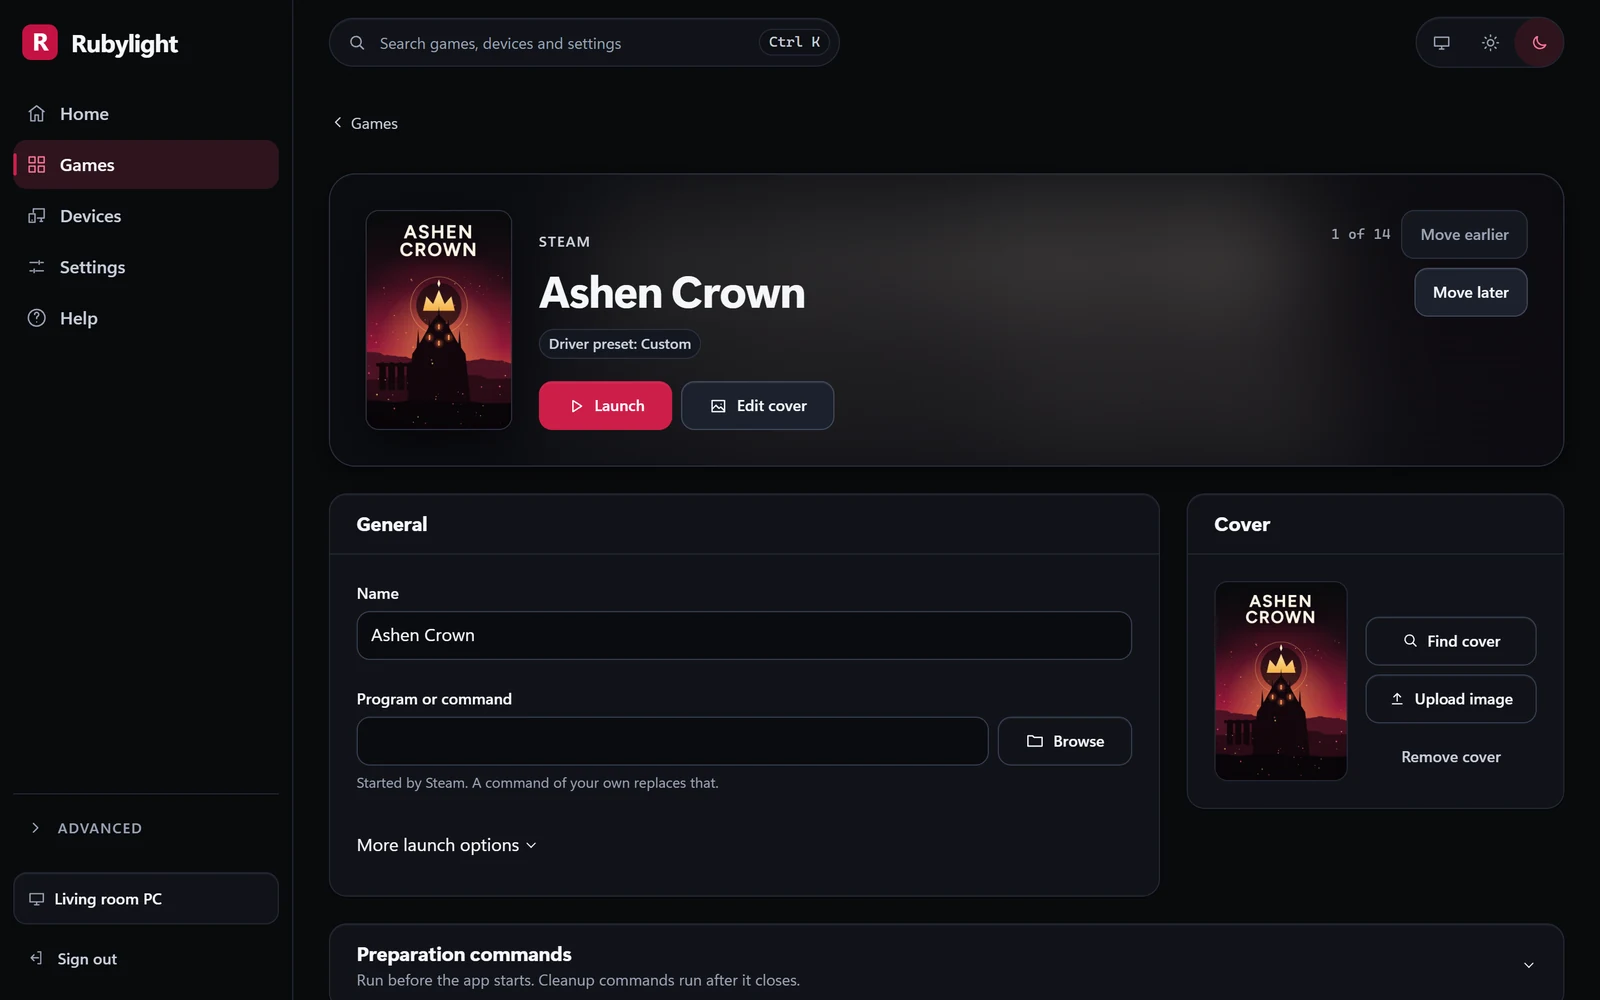 R Rubylight
Search games, devices and settings
Ctrl K
Home
Games
Devices
Settings
Help
ADVANCED
Living room PC
Sign out
Games
ASHEN
CROWN
STEAM
Ashen Crown
Driver preset: Custom
Launch
Edit cover
1 of 14
Move earlier
Move later
General
Name
Ashen Crown
Program or command
Browse
Started by Steam. A command of your own replaces that.
More launch options
Cover
ASHEN
CROWN
Find cover
Upload image
Remove cover
Preparation commands
Run before the app starts. Cleanup commands run after it closes.